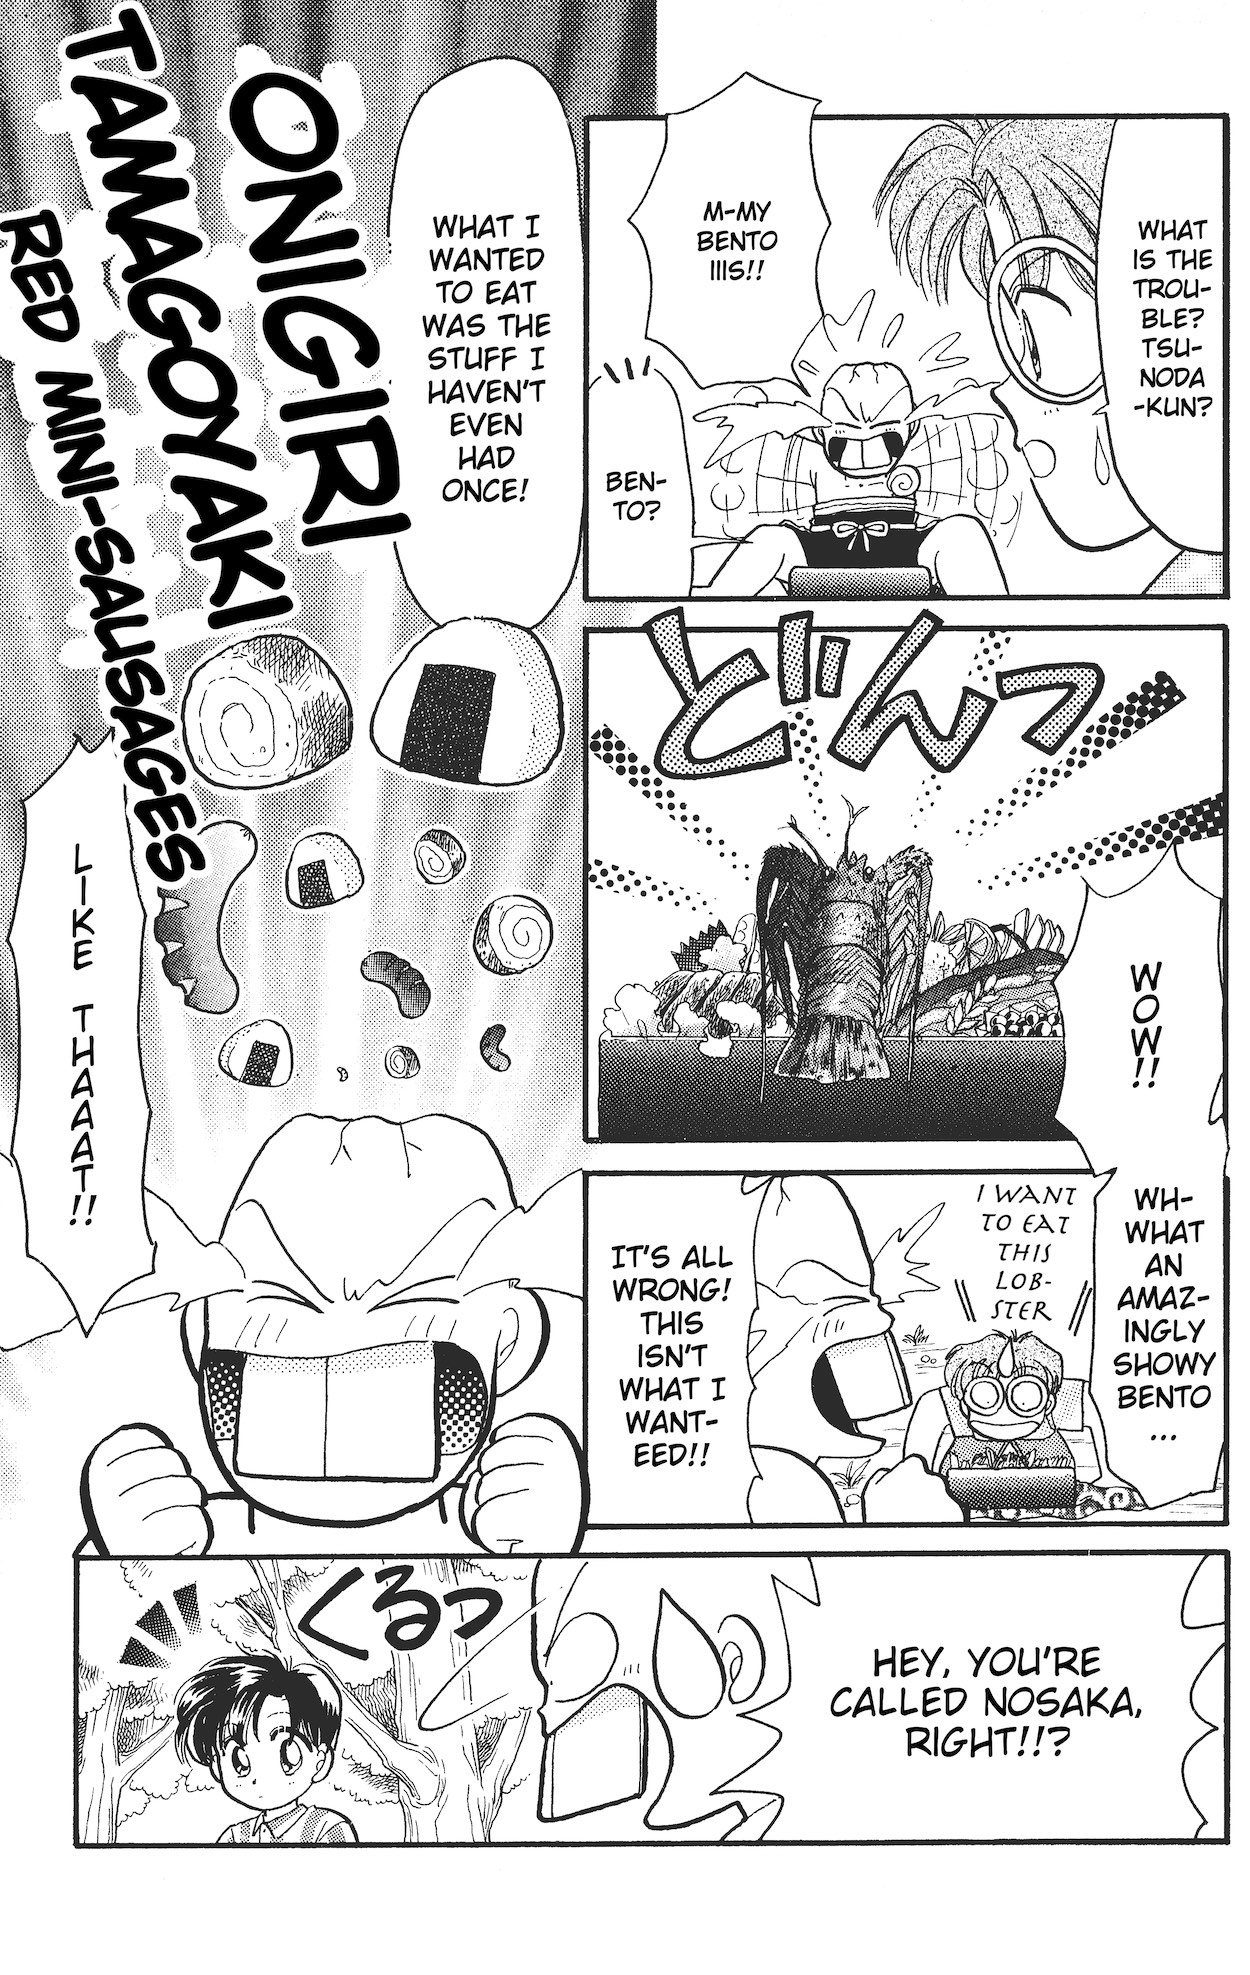 WHAT
IS THE
TROU-
BLE?
TSU-
NODA
-KUN?
M-MY
BENTO
IIIS!!
BEN-
TO?
どんっ
WOW!!
WH-
WHAT
AN
AMAZ-
INGLY
SHOWY
BENTO
...
I WANT
TO EAT
THIS
LOB-
STER
IT'S ALL
WRONG!
THIS
ISN'T
WHAT I
WANT-
EED!!
WHAT I
WANTED
TO EAT
WAS THE
STUFF I
HAVEN'T
EVEN
HAD
ONCE!
ONIGIRI
TAMAGOYAKI
RED MINI-SAUSAGES
LIKE THAAT!!
HEY, YOU'RE
CALLED NOSAKA,
RIGHT!!?
くるっ